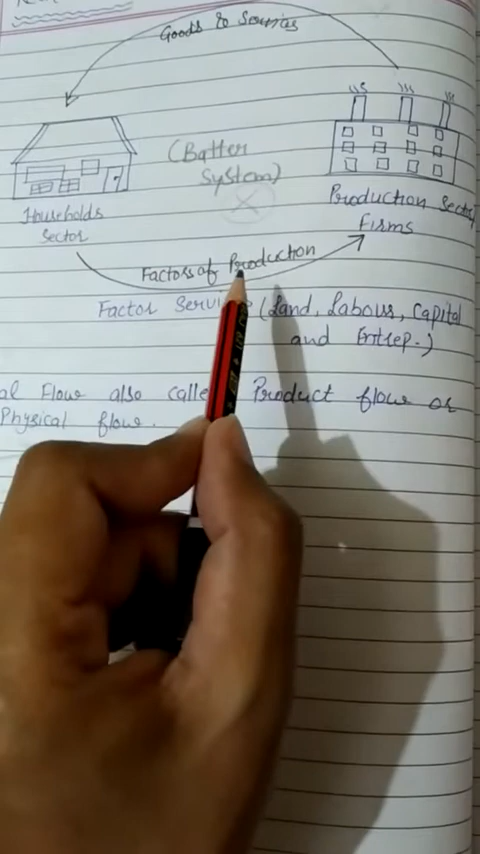 Goods & Services
(Batter
System)
Households
Sector
Production Sector
Firms
Factors of Production
Factor Servi (Land, Labour, Capital
and Entrep.)
al Flow also calle Product flow or
Physical flow.